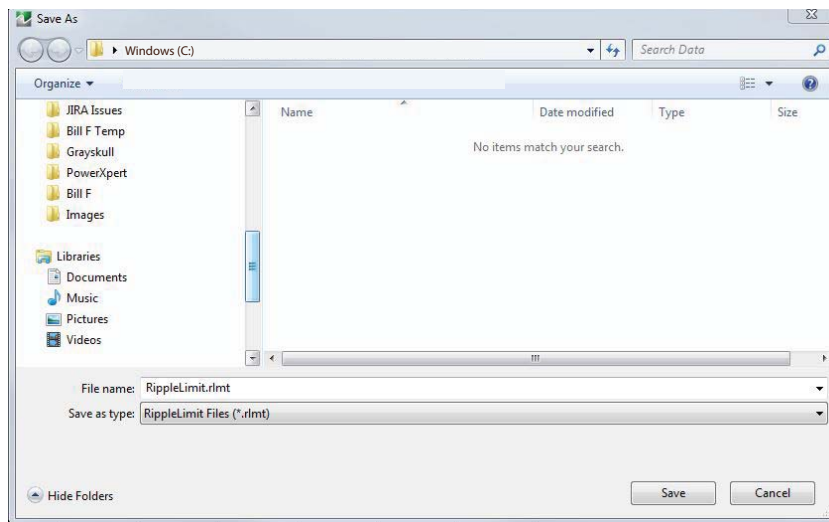 Save As
Windows (C:)
Search Data
Organize
JIRA Issues
Bill F Temp
Grayskull
PowerXpert
Bill F
Images
Libraries
Documents
Music
Pictures
Videos
Name Date modified Type Size
No items match your search.
File name: RippleLimit.rlmt
Save as type: RippleLimit Files (*.rlmt)
Hide Folders
Save Cancel